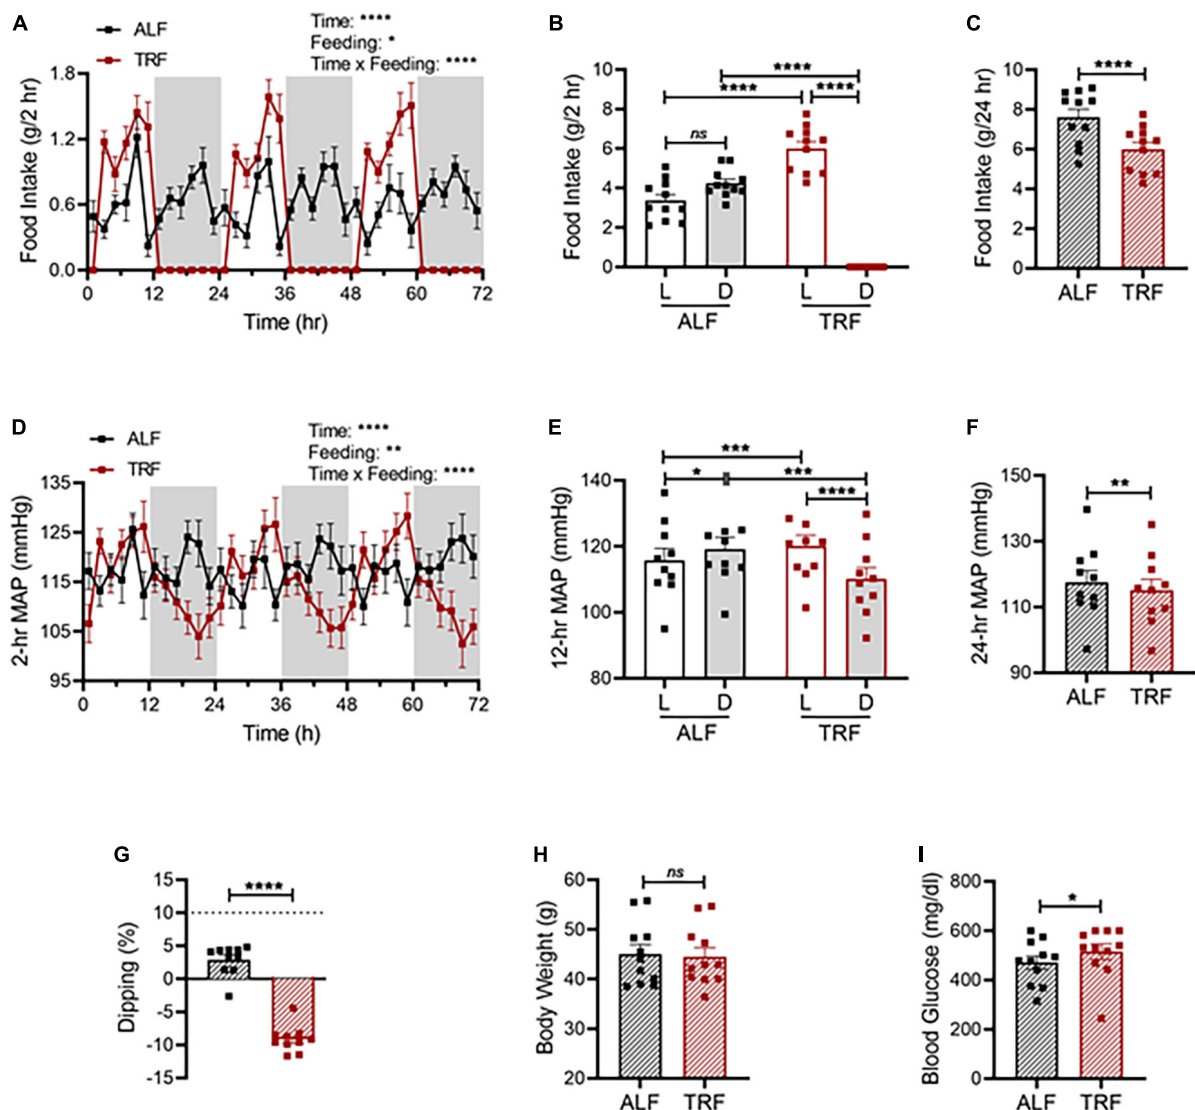 A
ALF
TRF
Time: ****
Feeding: *
Time x Feeding: ****
Food Intake (g/2 hr)
1.8
1.2
0.6
0.0
0 12 24 36 48 60 72
Time (hr)
B
Food Intake (g/2 hr)
10
8
6
4
2
0
ns
****
****
****
L D L D
ALF TRF
C
Food Intake (g/24 hr)
10
8
6
4
2
0
****
ALF TRF
D
ALF
TRF
Time: ****
Feeding: **
Time x Feeding: ****
2-hr MAP (mmHg)
135
125
115
105
95
0 12 24 36 48 60 72
Time (h)
E
12-hr MAP (mmHg)
140
120
100
80
***
* ***
****
L D L D
ALF TRF
F
24-hr MAP (mmHg)
150
130
110
90
**
ALF TRF
G
Dipping (%)
15
10
5
0
-5
-10
-15
****
H
Body Weight (g)
60
50
40
30
20
ns
ALF TRF
I
Blood Glucose (mg/dl)
800
600
400
200
0
*
ALF TRF